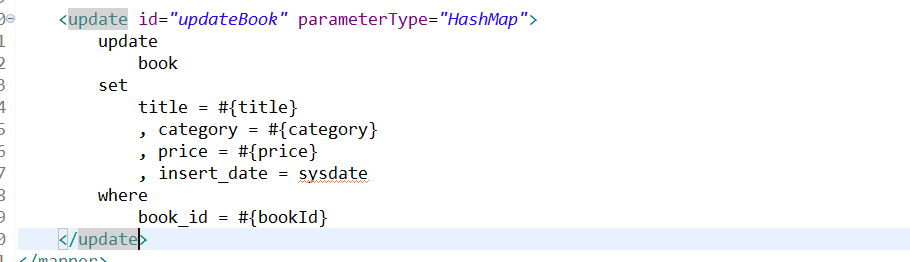 0 <update id="updateBook" parameterType="HashMap">
1 update
2 book
3 set
4 title = #{title}
5 , category = #{category}
6 , price = #{price}
7 , insert_date = sysdate
8 where
9 book_id = #{bookId}
0 </update>
1 </mapper>